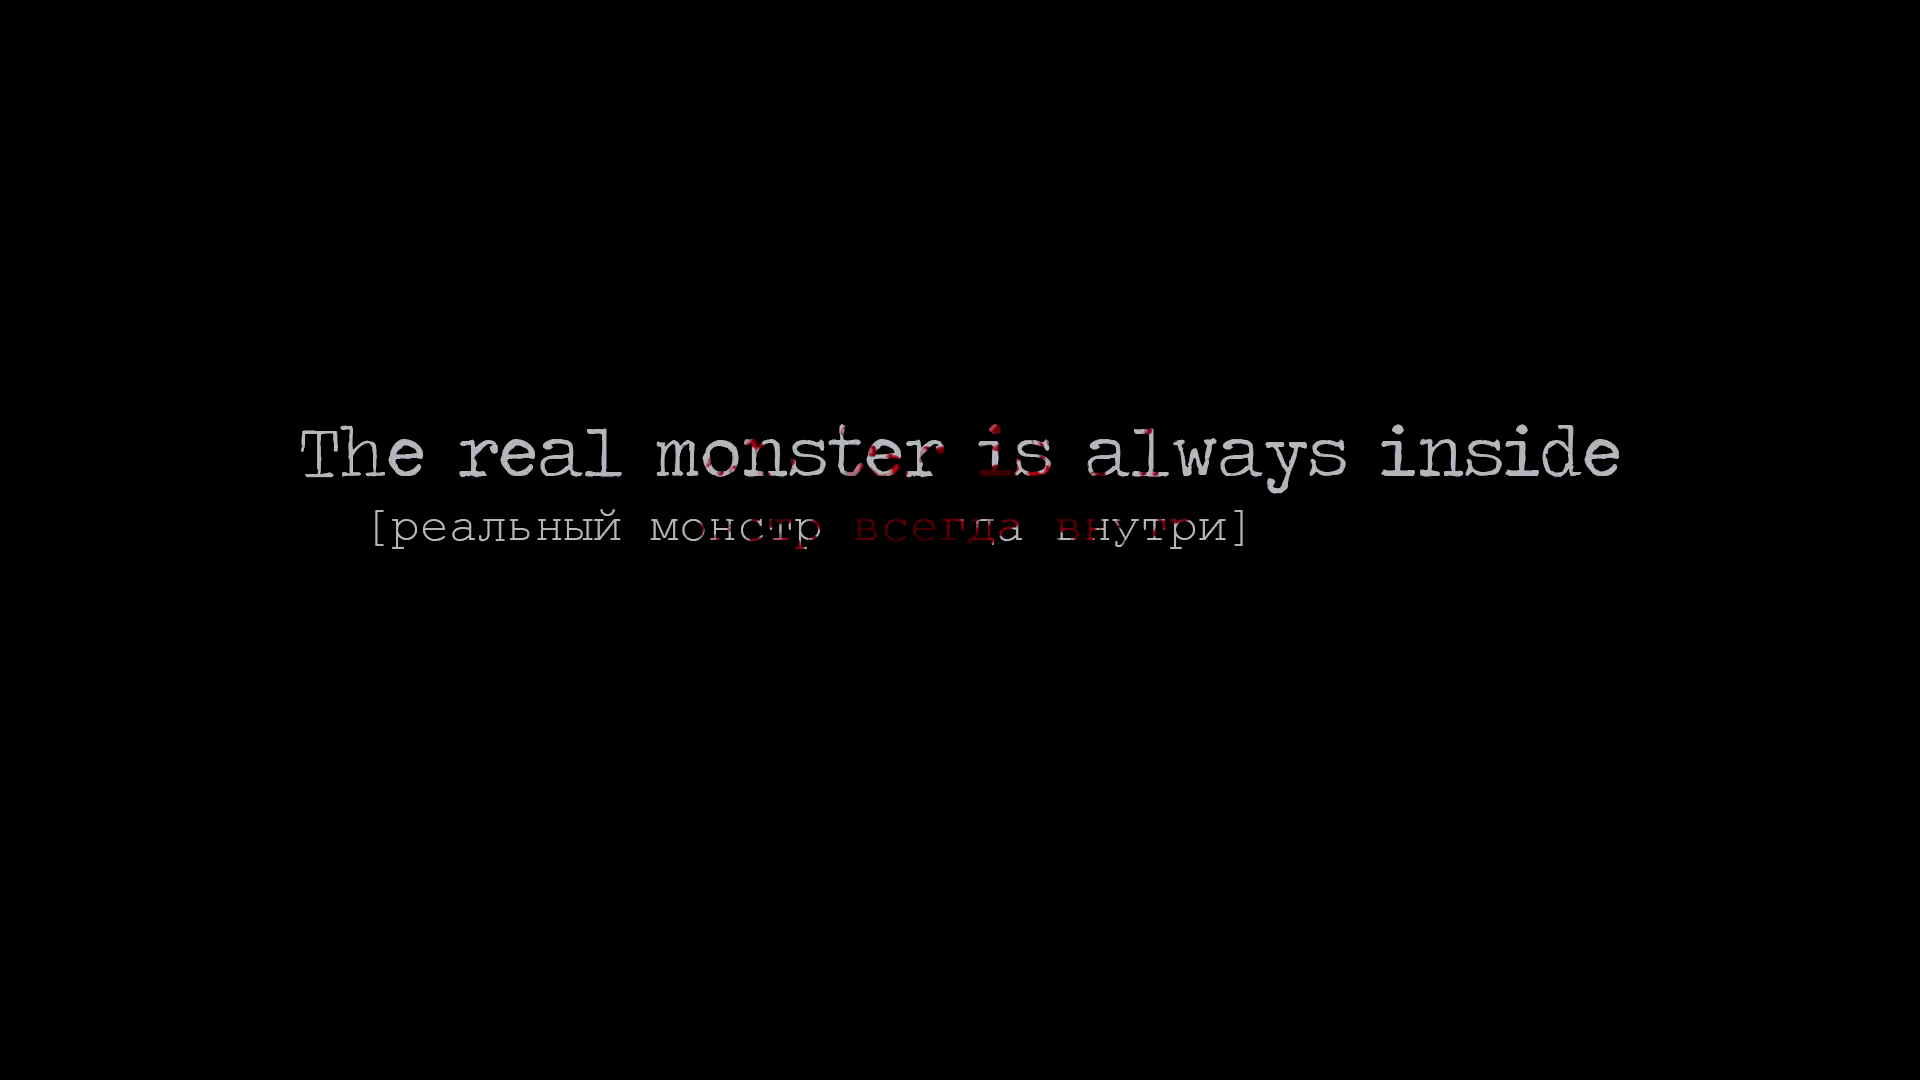 The real monster is always inside
[реальный монстр всегда внутри]